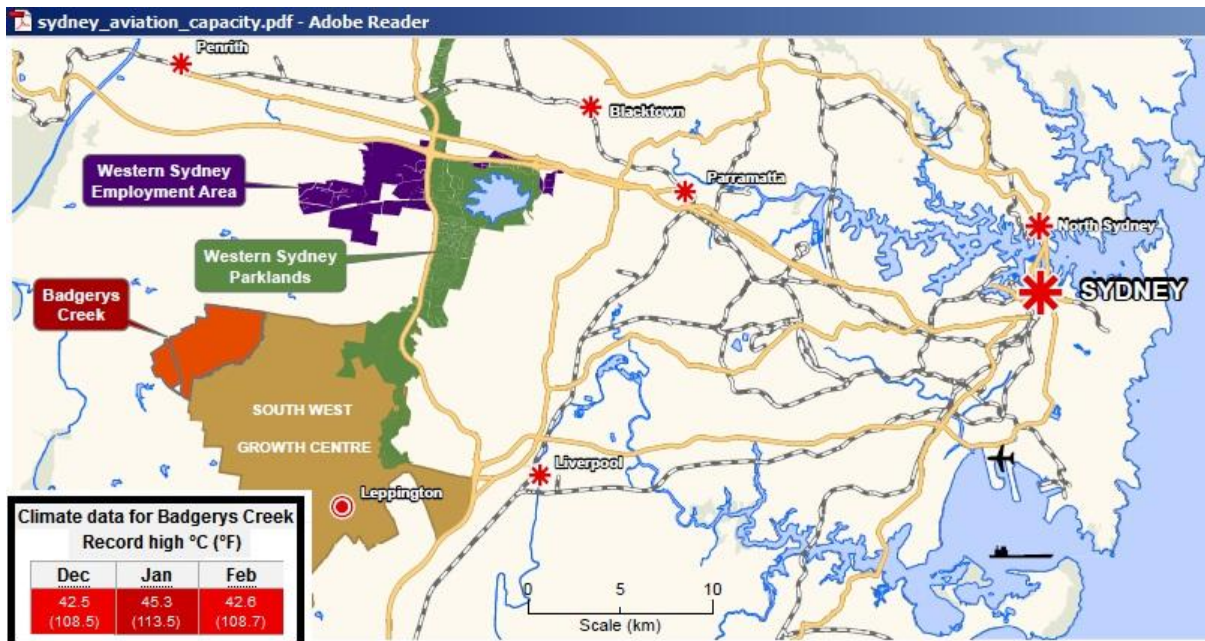 sydney_aviation_capacity.pdf - Adobe Reader
Penrith
Blacktown
Western Sydney
Employment Area
Parramatta
North Sydney
Western Sydney
Parklands
SYDNEY
Badgerys
Creek
SOUTH WEST
GROWTH CENTRE
Liverpool
Leppington
Climate data for Badgerys Creek
Record high °C (°F)
Dec Jan Feb
42.5 45.3 42.6
(108.5) (113.5) (108.7)
0 5 10
Scale (km)